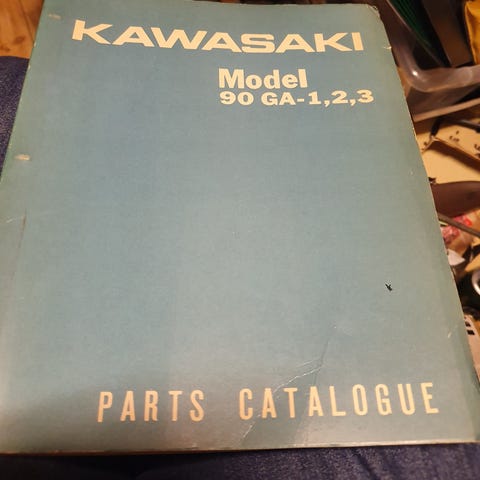 KAWASAKI
Model
90 GA-1,2,3
PARTS CATALOGUE